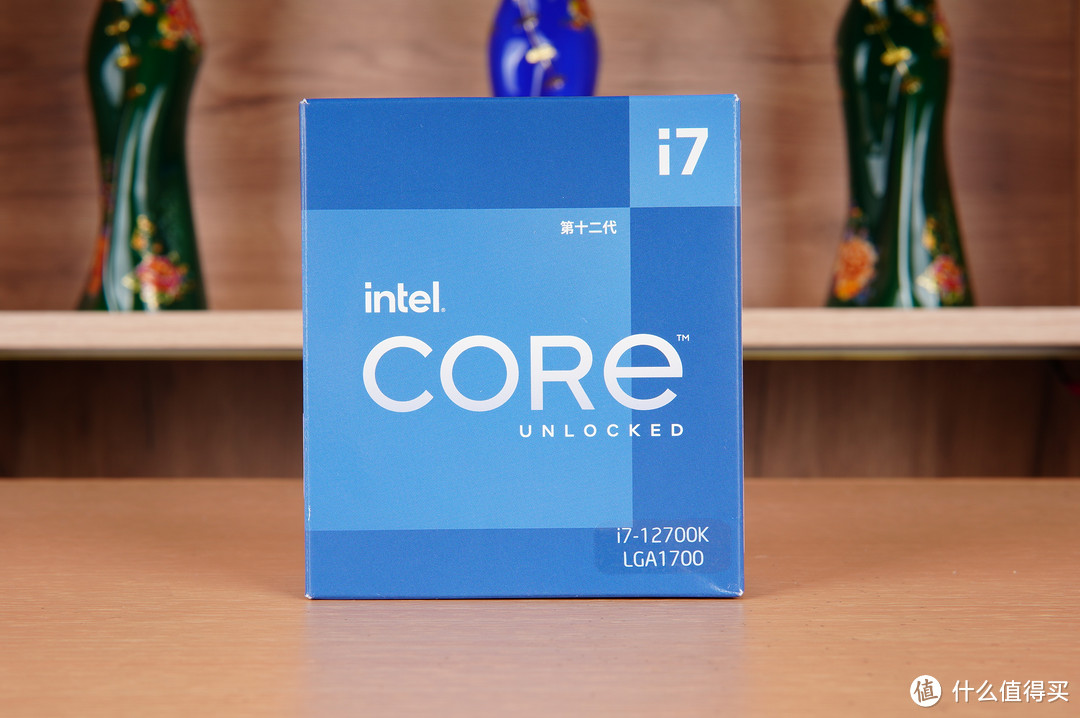 i7
第十二代
intel.
CORE™
UNLOCKED
i7-12700K
LGA1700
值 什么值得买